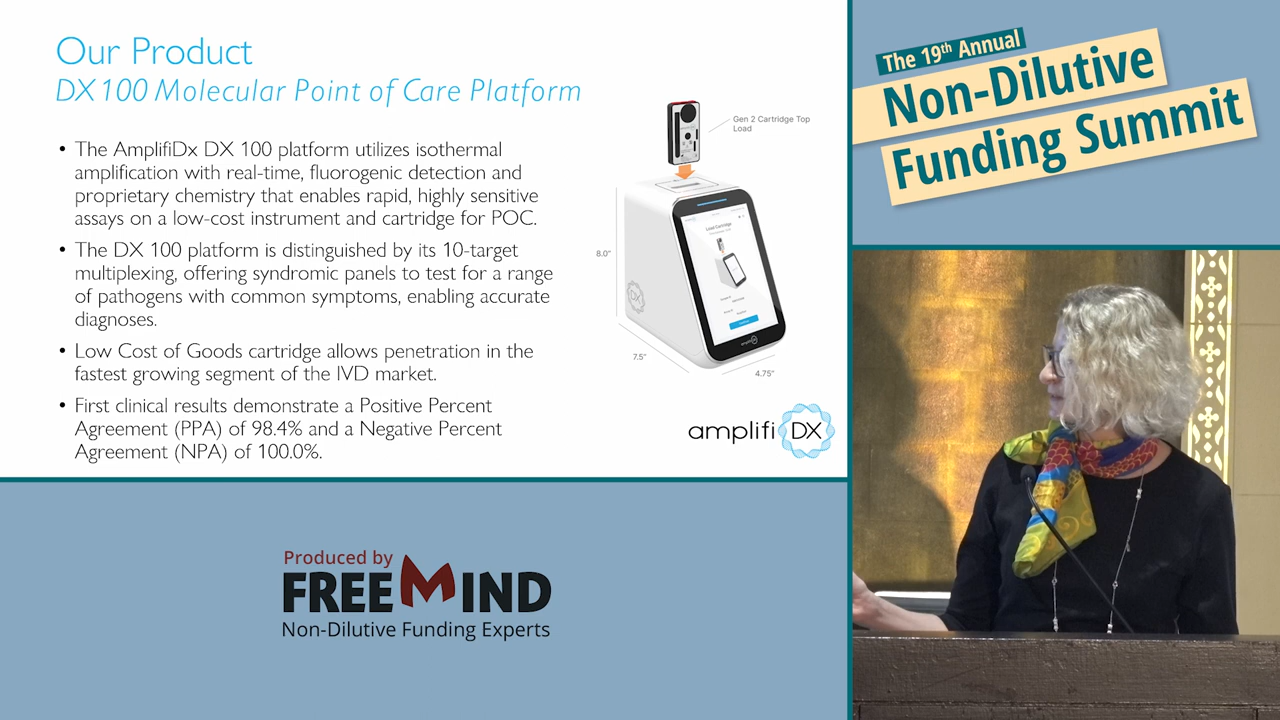 Our Product
DX 100 Molecular Point of Care Platform
• The AmplifiDx DX 100 platform utilizes isothermal
amplification with real-time, fluorogenic detection and
proprietary chemistry that enables rapid, highly sensitive
assays on a low-cost instrument and cartridge for POC.
• The DX 100 platform is distinguished by its 10-target
multiplexing, offering syndromic panels to test for a range
of pathogens with common symptoms, enabling accurate
diagnoses.
• Low Cost of Goods cartridge allows penetration in the
fastest growing segment of the IVD market.
• First clinical results demonstrate a Positive Percent
Agreement (PPA) of 98.4% and a Negative Percent
Agreement (NPA) of 100.0%.
Gen 2 Cartridge Top
Load
Load Cartridge
8.0"
7.5"
4.75"
DX
amplifi DX
The 19th Annual
Non-Dilutive
Funding Summit
Produced by
FREEMIND
Non-Dilutive Funding Experts